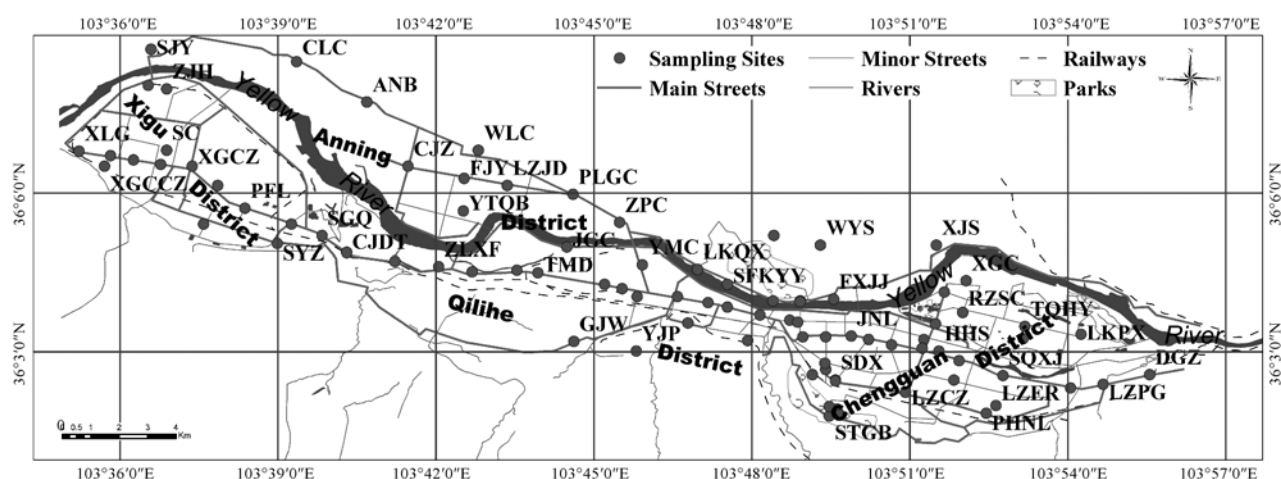 103°36'0"E 103°39'0"E 103°42'0"E 103°45'0"E 103°48'0"E 103°51'0"E 103°54'0"E 103°57'0"E
SJY CLC
Sampling Sites Minor Streets Railways
Main Streets Rivers Parks
N
W E
S
ZJH ANB
Yellow
Xigu
XLG SC Anning CJZ WLC
XGCZ FJY LZJD PLGC
36°6'0"N 36°6'0"N
XGCCZ District PFL River YTQB District ZPC
SGQ WYS XJS
SYZ CJDT ZLXF JGC YMC LKQX
FMD SFKYY FXJJ Yellow XGC
Qilihe RZSC TQHY
GJW YJP JNL HHS LKPX River
36°3'0"N 36°3'0"N
District SDX Chengguan District SQXJ DGZ
LZCZ LZER LZPG
STGB PHNL
0 0.5 1 2 3 4
Km
103°36'0"E 103°39'0"E 103°42'0"E 103°45'0"E 103°48'0"E 103°51'0"E 103°54'0"E 103°57'0"E